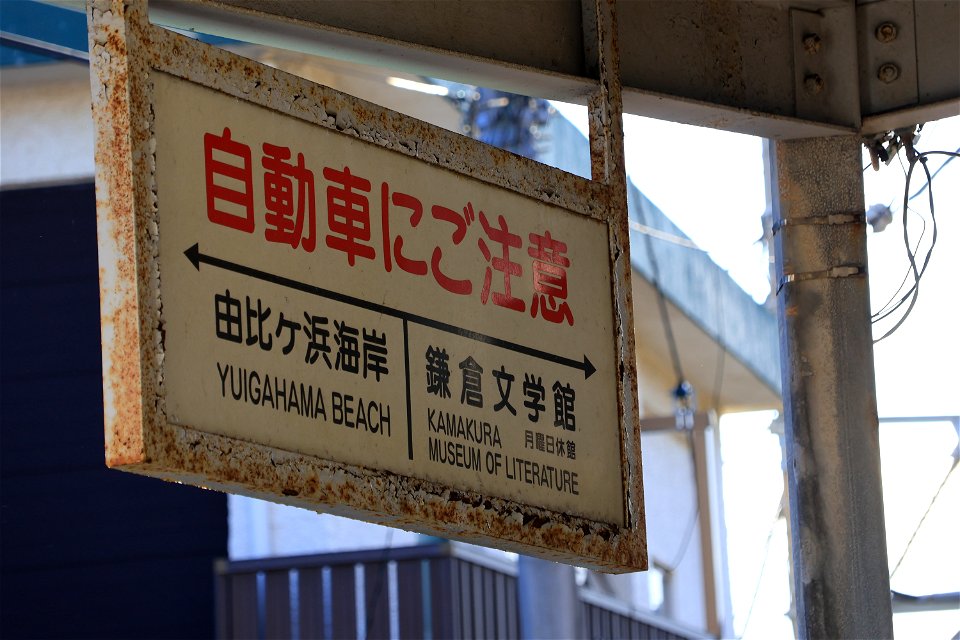 自動車にご注意
由比ヶ浜海岸
YUIGAHAMA BEACH
鎌倉文学館
KAMAKURA 月曜日休館
MUSEUM OF LITERATURE